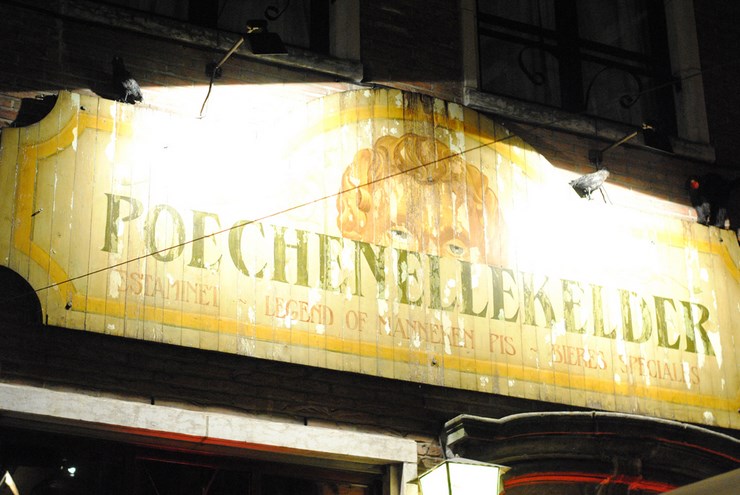 POECHENELLEKELDER
ESTAMINET ~ LEGEND OF MANNEKEN PIS ~ BIERES SPECIALES